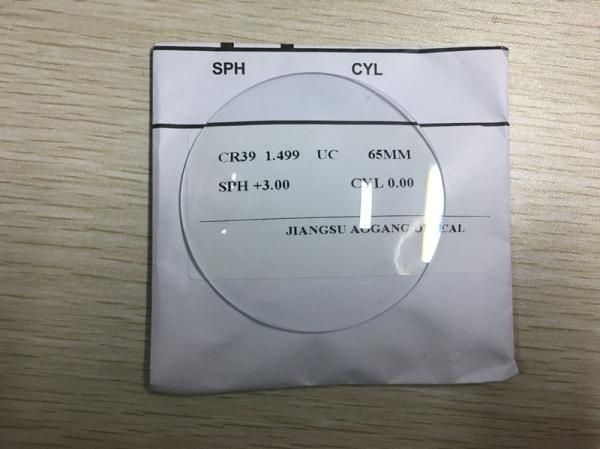 SPH CYL
CR39 1.499 UC 65MM
SPH +3.00 CYL 0.00
JIANGSU AOGANG